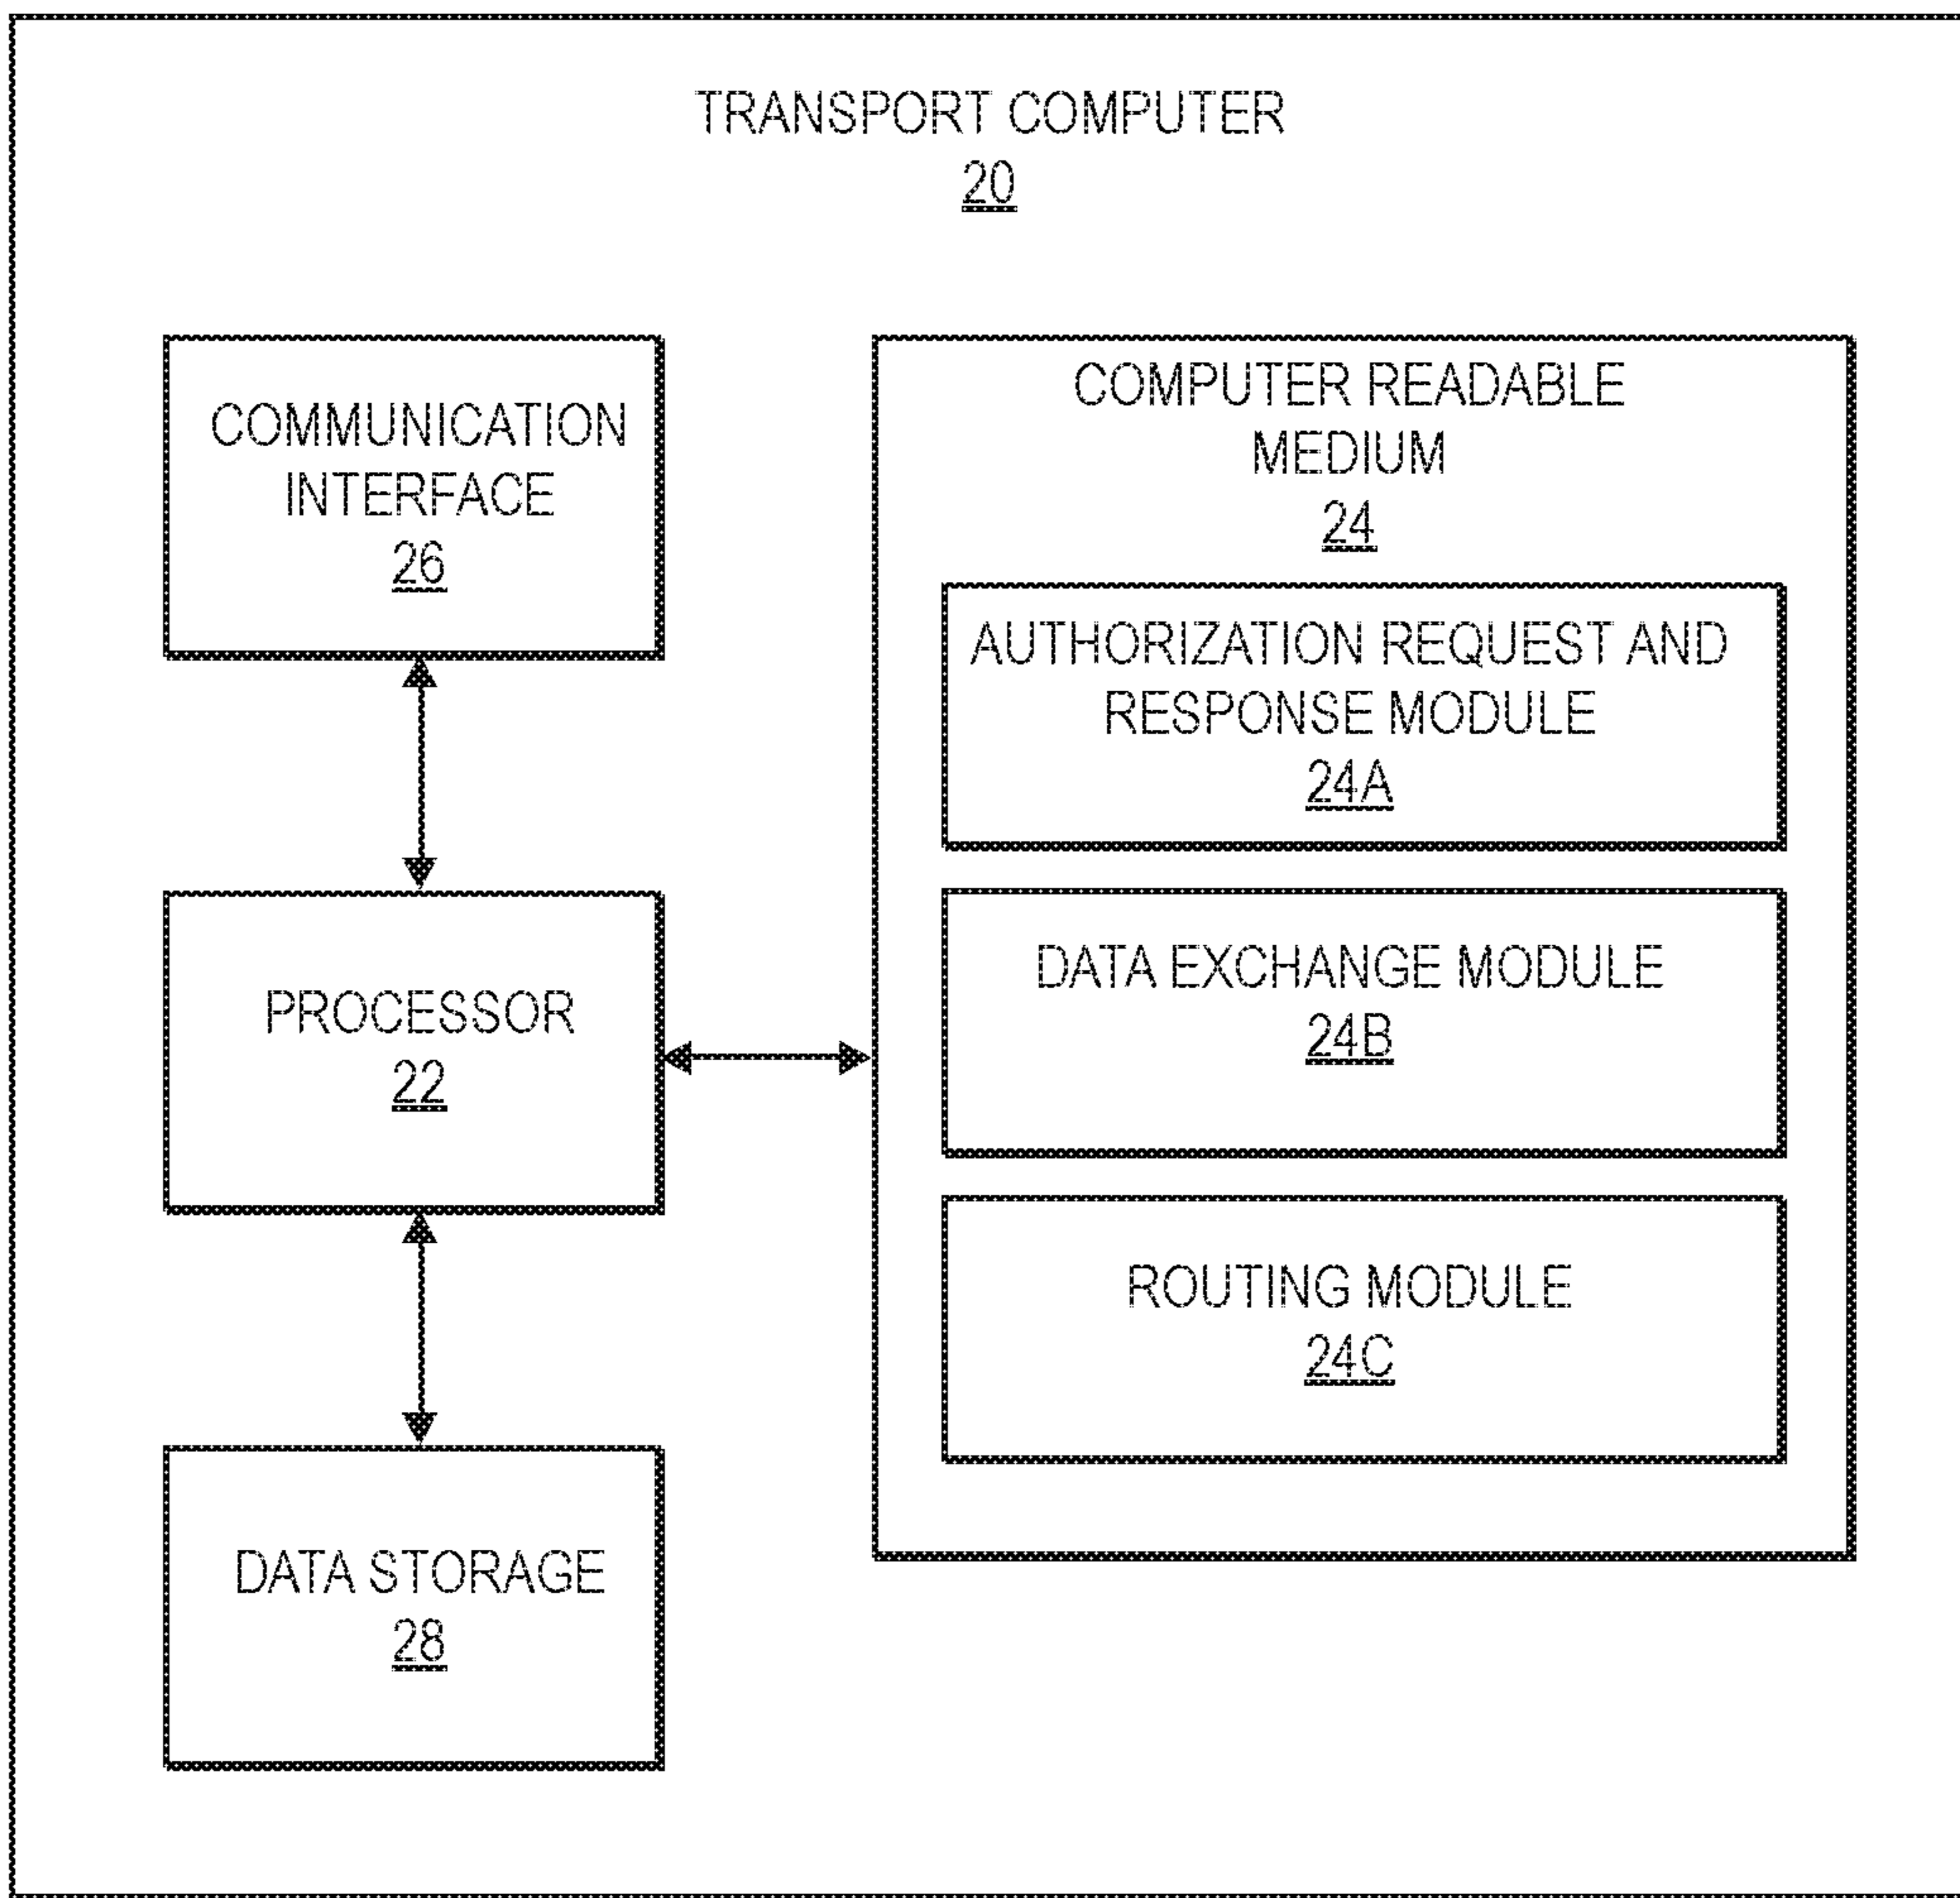 TRANSPORT COMPUTER
20
COMMUNICATION
INTERFACE
26
PROCESSOR
22
DATA STORAGE
28
COMPUTER READABLE
MEDIUM
24
AUTHORIZATION REQUEST AND
RESPONSE MODULE
24A
DATA EXCHANGE MODULE
24B
ROUTING MODULE
24C